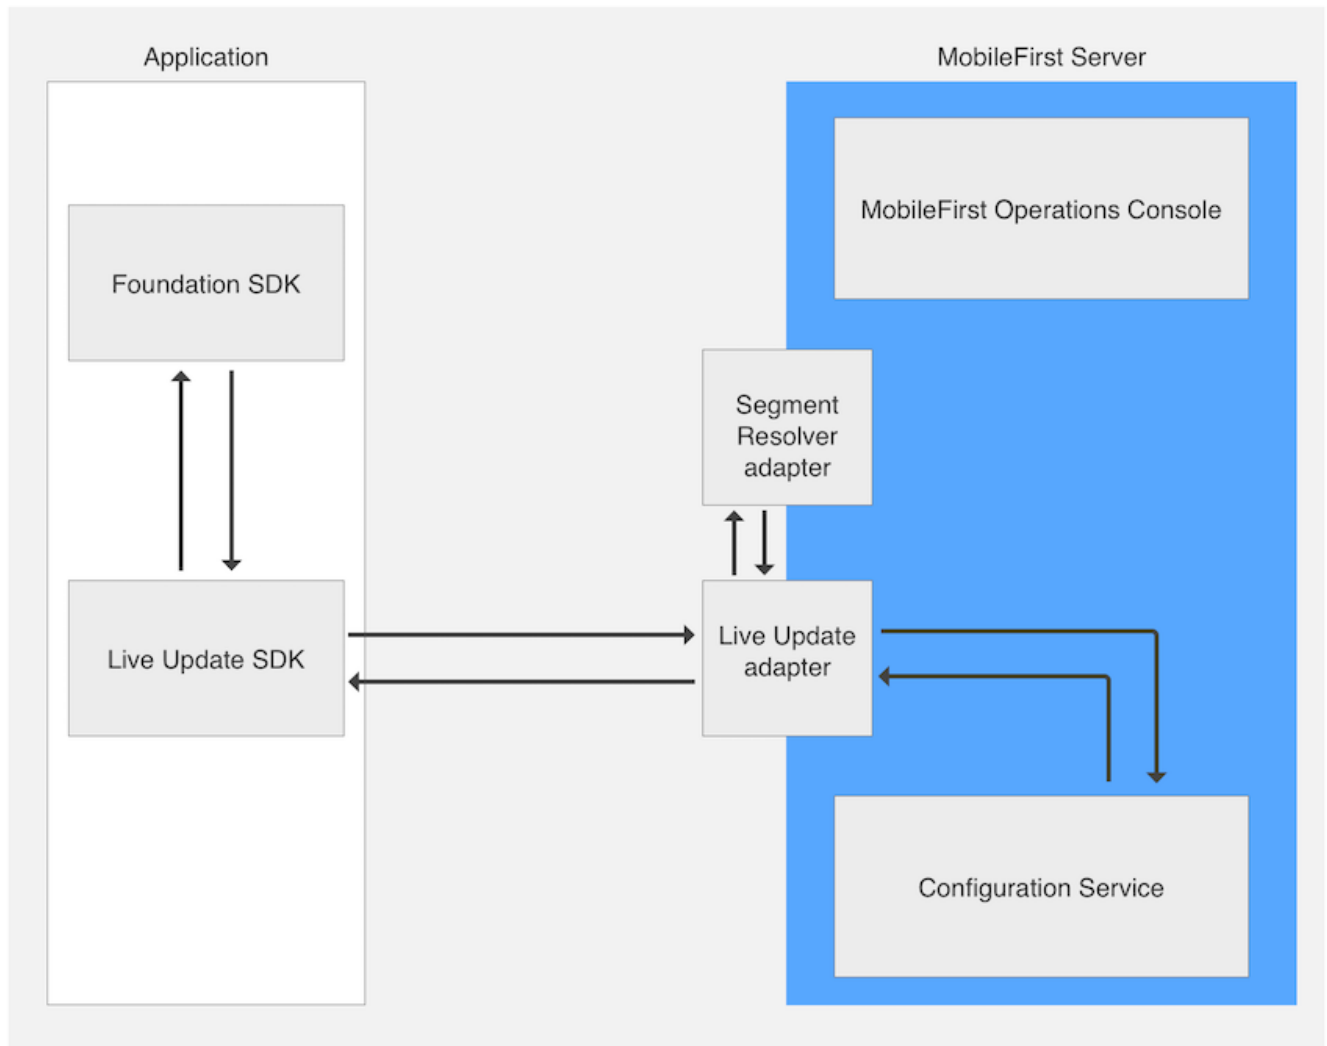 Application
MobileFirst Server
MobileFirst Operations Console
Foundation SDK
Segment
Resolver
adapter
Live Update SDK
Live Update
adapter
Configuration Service